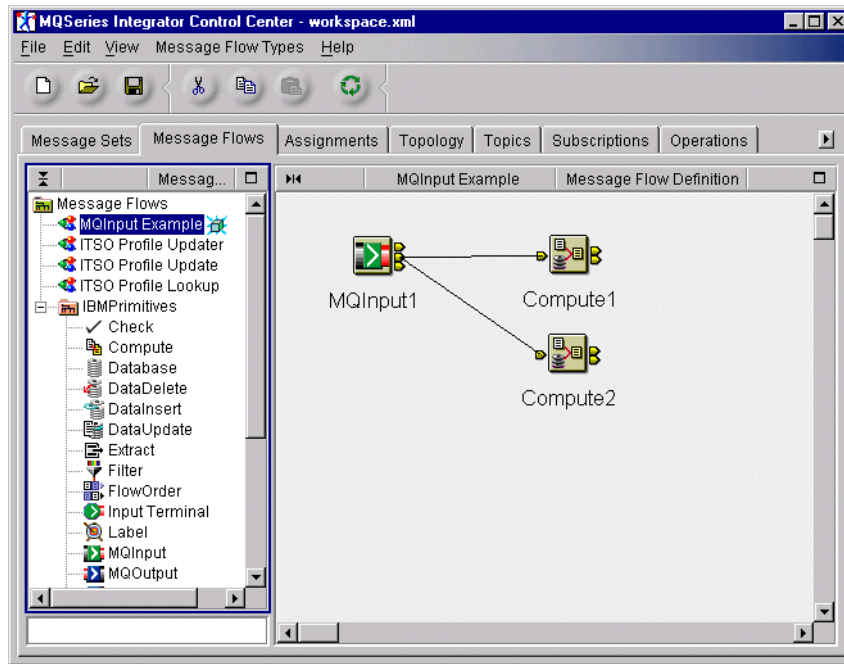 MQSeries Integrator Control Center - workspace.xml
File Edit View Message Flow Types Help
Message Sets Message Flows Assignments Topology Topics Subscriptions Operations
Messag...
MQInput Example Message Flow Definition
Message Flows
MQInput Example
ITSO Profile Updater
ITSO Profile Update
ITSO Profile Lookup
IBMPrimitives
Check
Compute
Database
DataDelete
DataInsert
DataUpdate
Extract
Filter
FlowOrder
Input Terminal
Label
MQInput
MQOutput
MQInput1
Compute1
Compute2